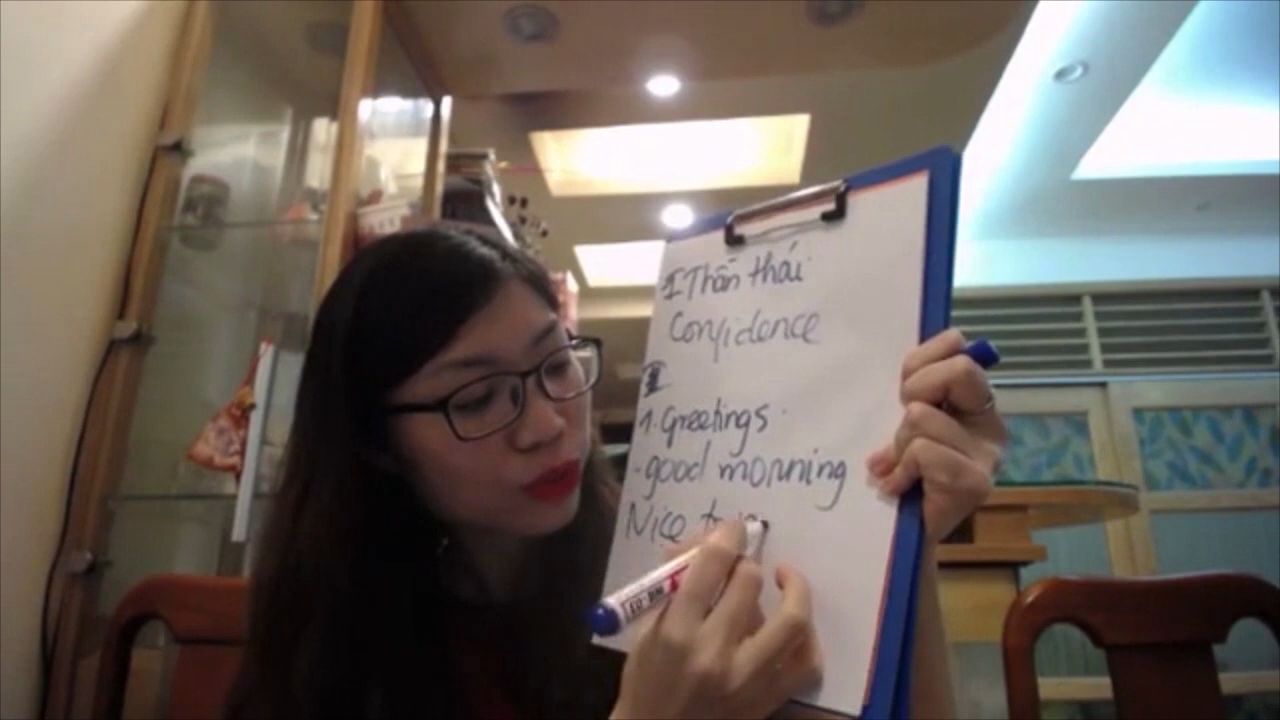 I Thần thái
Confidence
II
1. Greetings
- good morning
Nice